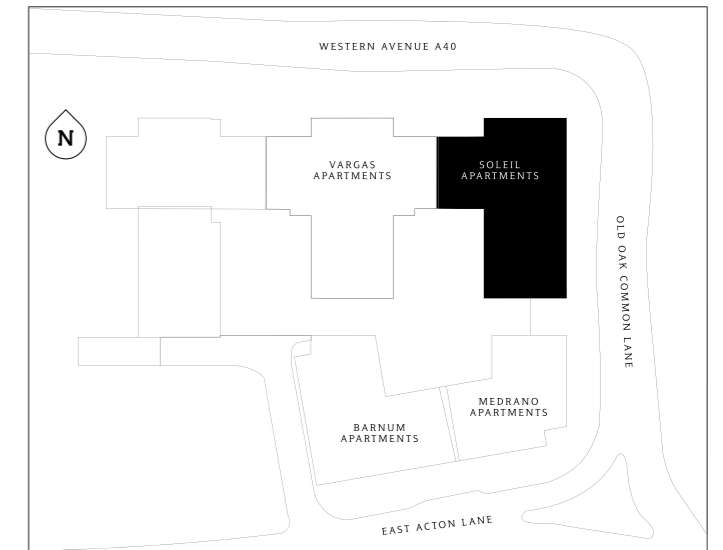 WESTERN AVENUE A40
N
VARGAS
APARTMENTS
SOLEIL
APARTMENTS
OLD OAK COMMON LANE
MEDRANO
APARTMENTS
BARNUM
APARTMENTS
EAST ACTON LANE